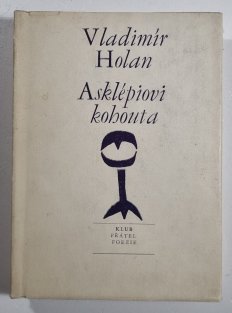 Vladimír
Holan
Asklépiovi
kohouta
KLUB
PŘÁTEL
POEZIE